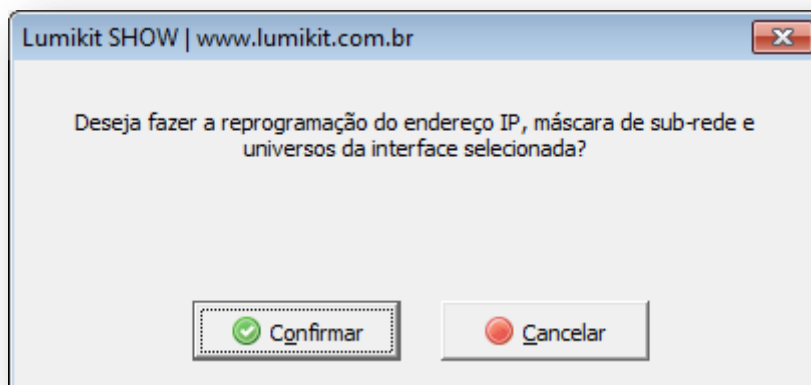 Lumikit SHOW | www.lumikit.com.br
Deseja fazer a reprogramação do endereço IP, máscara de sub-rede e
universos da interface selecionada?
Confirmar
Cancelar